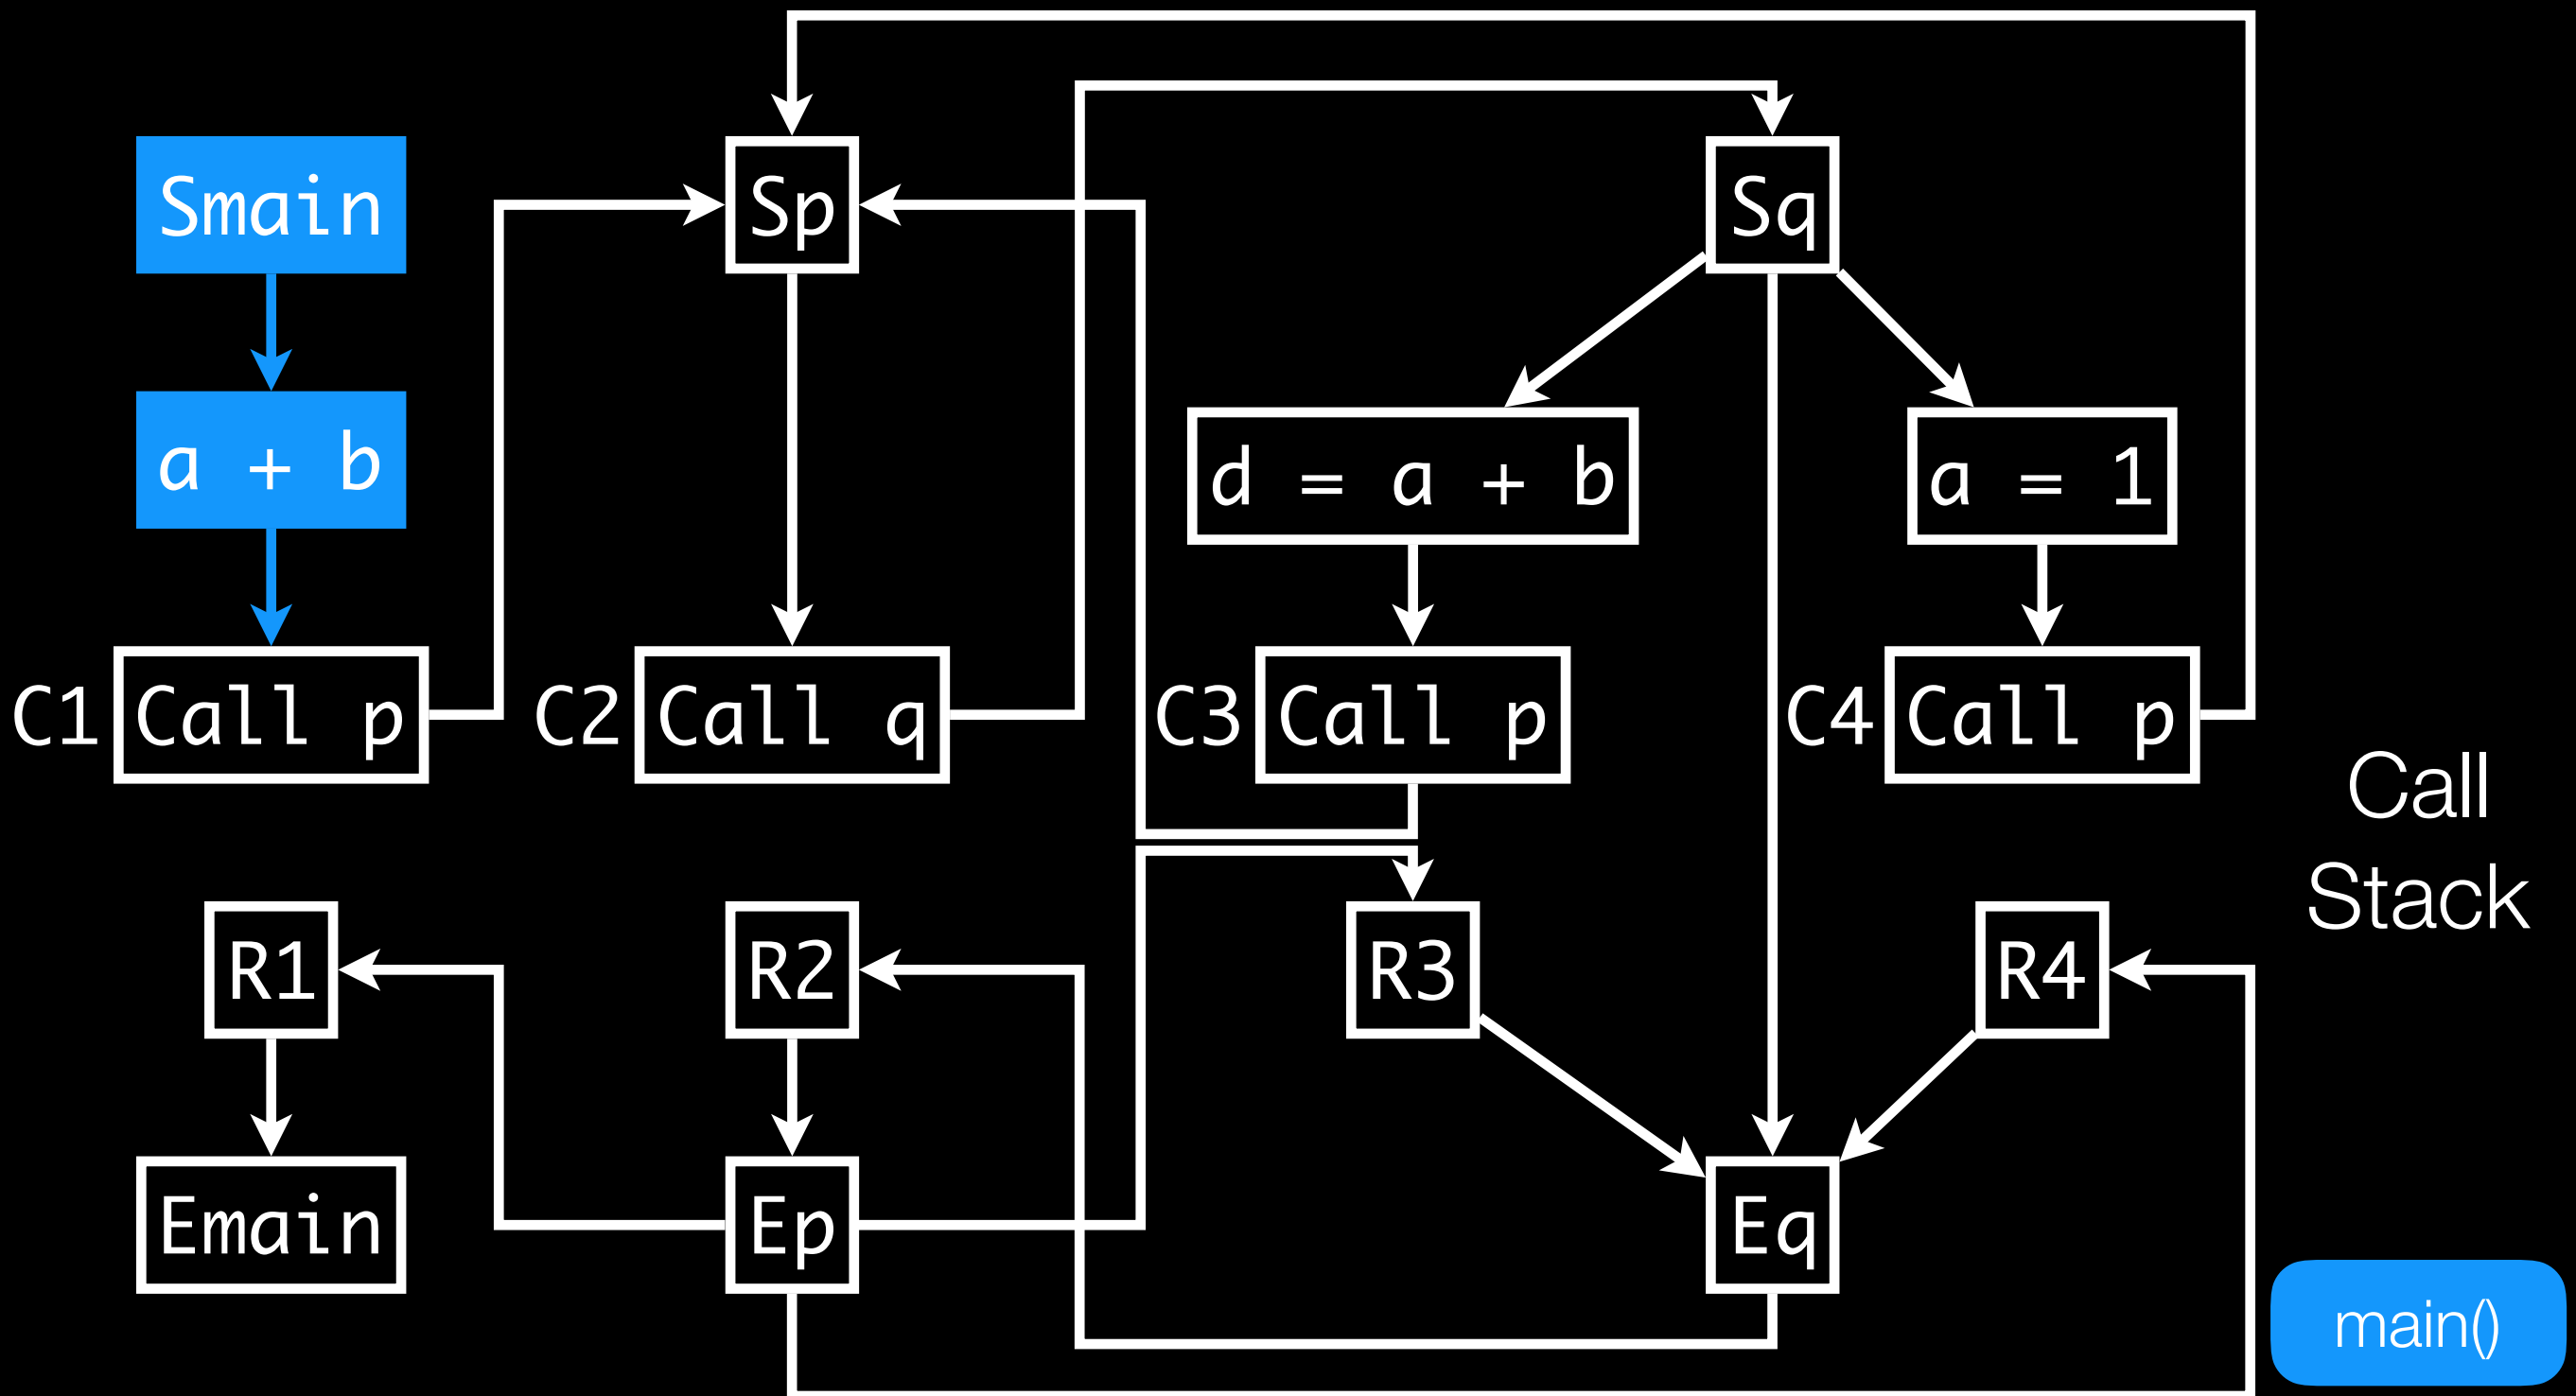 Smain
Sp
Sq
a + b
d = a + b
a = 1
C1 Call p
C2 Call q
C3 Call p
C4 Call p
Call
Stack
R1
R2
R3
R4
Emain
Ep
Eq
main()